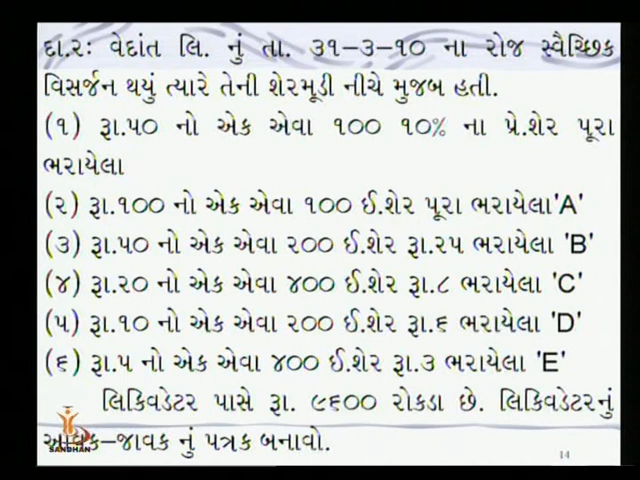 દા.ર: વેદાંત લિ. નું તા. ૩૧–૩–૧૦ ના રોજ સ્વૈચ્છિક
વિસર્જન થયું ત્યારે તેની શેરમૂડી નીચે મુજબ હતી.
(૧) રૂા.૫૦ નો એક એવા ૧૦૦ ૧૦% ના પ્રે.શેર પૂરા
ભરાયેલા
(૨) રૂા.૧૦૦ નો એક એવા ૧૦૦ ઈ.શેર પૂરા ભરાયેલા'A'
(૩) રૂા.૫૦ નો એક એવા ૨૦૦ ઈ.શેર રૂા.૨૫ ભરાયેલા 'B'
(૪) રૂા.૨૦ નો એક એવા ૪૦૦ ઈ.શેર રૂા.૮ ભરાયેલા 'C'
(૫) રૂા.૧૦ નો એક એવા ૨૦૦ ઈ.શેર રૂા.૬ ભરાયેલા 'D'
(૬) રૂા.૫ નો એક એવા ૪૦૦ ઈ.શેર રૂા.૩ ભરાયેલા 'E'
લિકિવડેટર પાસે રૂા. ૯૬૦૦ રોકડા છે. લિકિવડેટરનું
આવક–જાવક નું પત્રક બનાવો.
SANDHAN
14